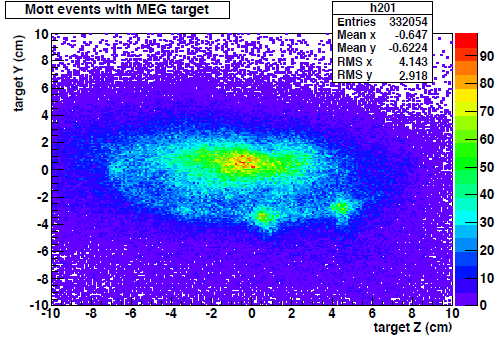 Mott events with MEG target
h201
Entries 332054
Mean x -0.647
Mean y -0.6224
RMS x 4.143
RMS y 2.918
target Y (cm)
10
8
6
4
2
0
-2
-4
-6
-8
-10
-10 -8 -6 -4 -2 0 2 4 6 8 10
target Z (cm)
90
80
70
60
50
40
30
20
10
0